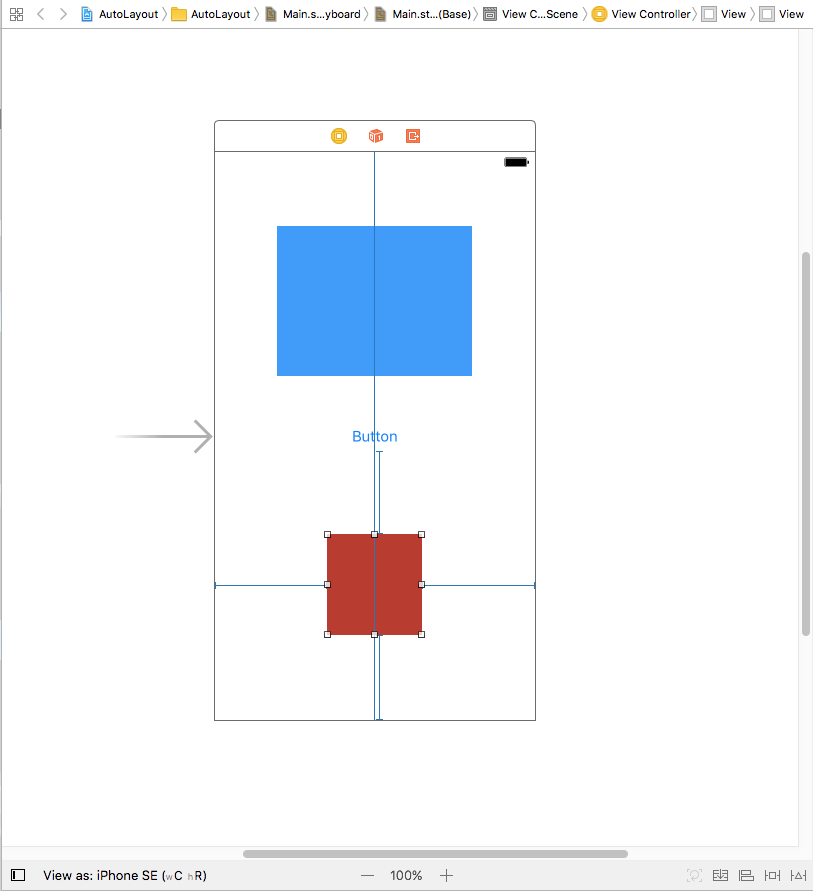 AutoLayout AutoLayout Main.s...yboard Main.st...(Base) View C...Scene View Controller View View
Button
View as: iPhone SE (wC hR) 100%